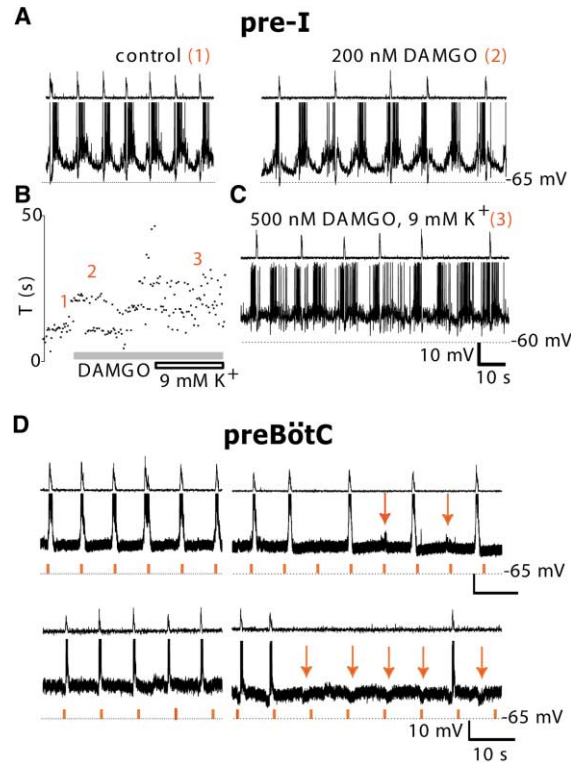 A
pre-I
control (1)
200 nM DAMGO (2)
-65 mV
B
50
T (s)
0
1
2
3
DAMGO
9 mM K+
C
500 nM DAMGO, 9 mM K+ (3)
-60 mV
10 mV
10 s
D
preBötC
-65 mV
-65 mV
10 mV
10 s